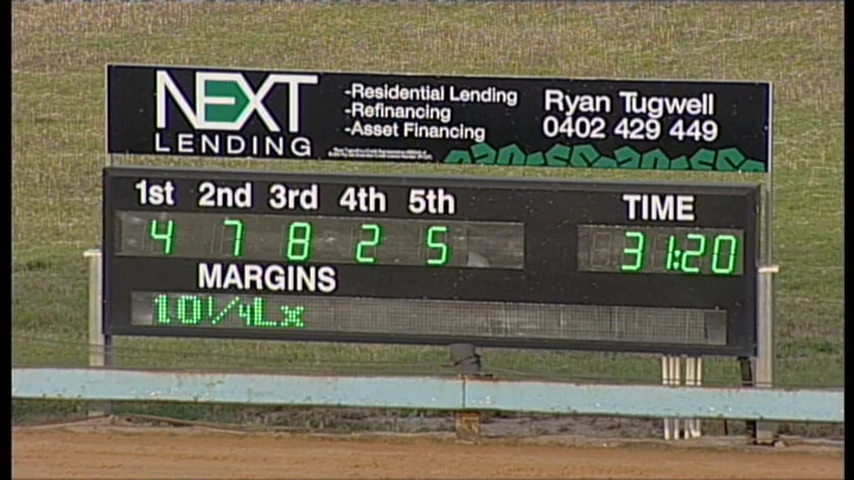 NEXT
LENDING
-Residential Lending
-Refinancing
-Asset Financing
Ryan Tugwell
0402 429 449
1st 2nd 3rd 4th 5th TIME
4 7 8 2 5 31:20
MARGINS
10¼Lx